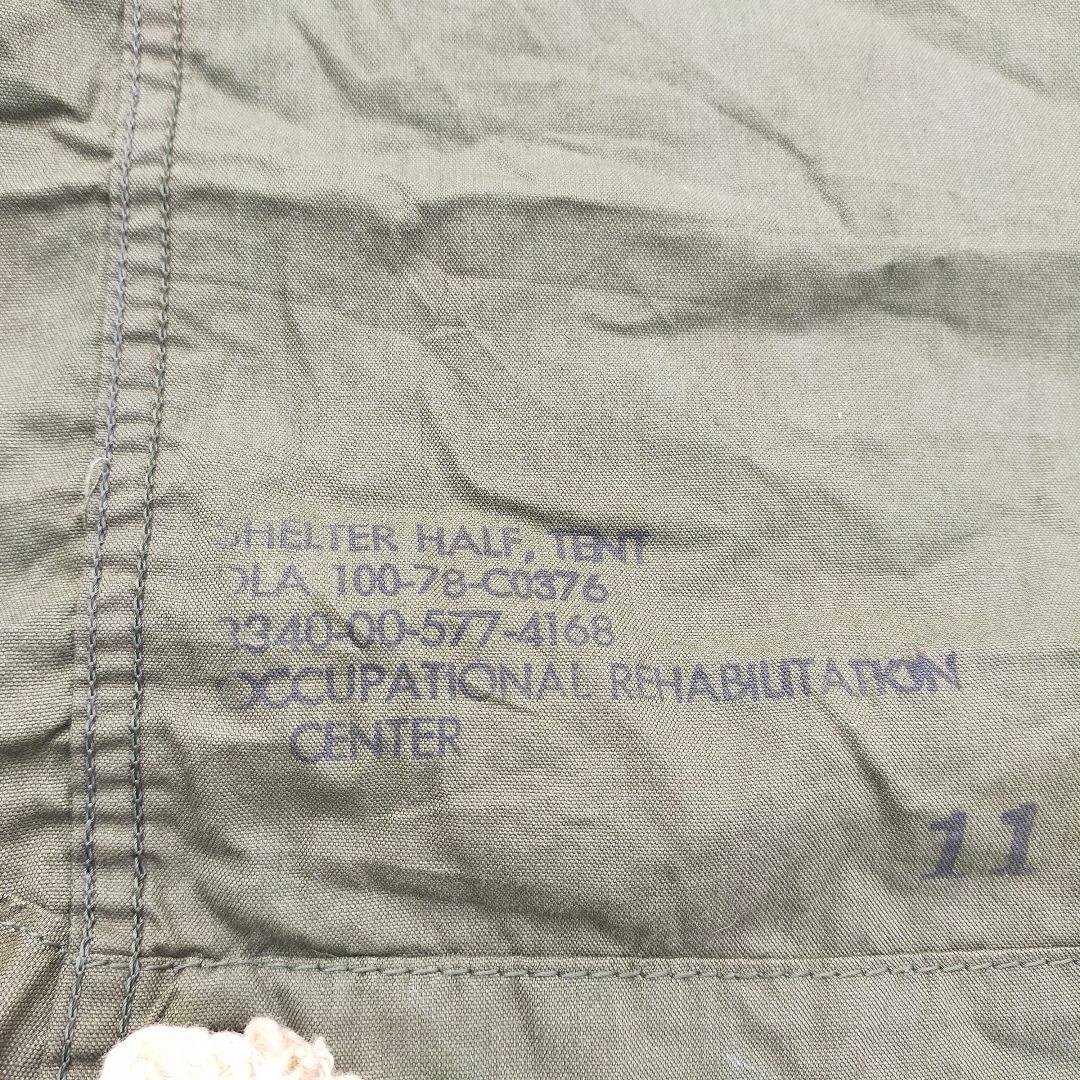 SHELTER HALF, TENT
DLA 100-78-C0376
8340-00-577-4168
OCCUPATIONAL REHABILITATION
CENTER
11